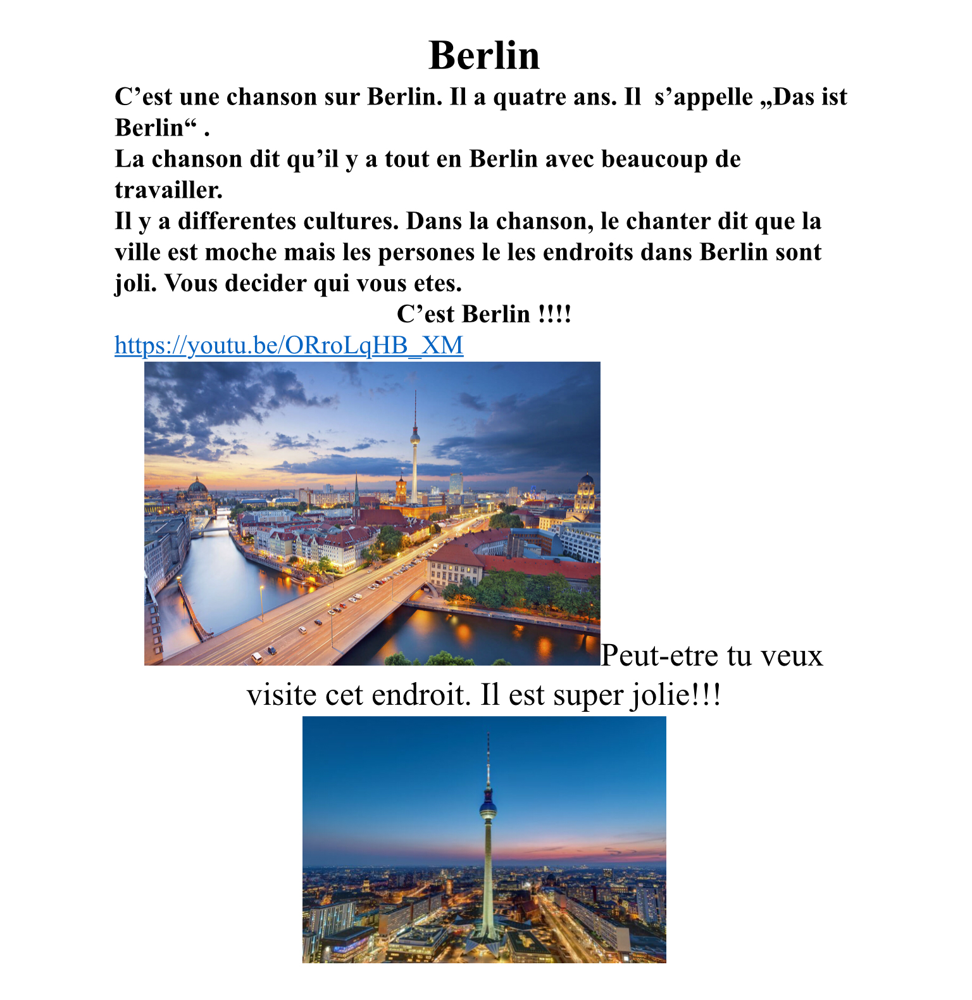 Berlin
C’est une chanson sur Berlin. Il a quatre ans. Il  s’appelle „Das ist
Berlin“ .
La chanson dit qu’il y a tout en Berlin avec beaucoup de
travailler.
Il y a differentes cultures. Dans la chanson, le chanter dit que la
ville est moche mais les persones le les endroits dans Berlin sont
joli. Vous decider qui vous etes.
C’est Berlin !!!!
https://youtu.be/ORroLqHB_XM
Peut-etre tu veux
visite cet endroit. Il est super jolie!!!